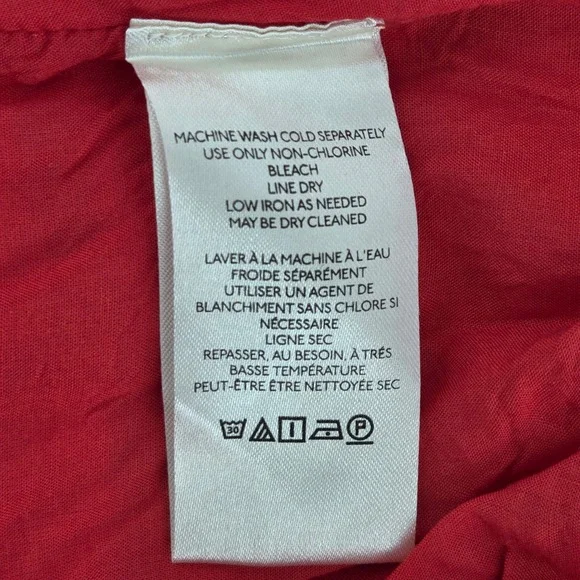 MACHINE WASH COLD SEPARATELY
USE ONLY NON-CHLORINE
BLEACH
LINE DRY
LOW IRON AS NEEDED
MAY BE DRY CLEANED
LAVER À LA MACHINE À L'EAU
FROIDE SÉPARÉMENT
UTILISER UN AGENT DE
BLANCHIMENT SANS CHLORE SI
NÉCESSAIRE
LIGNE SEC
REPASSER, AU BESOIN, À TRÉS
BASSE TEMPÉRATURE
PEUT-ÊTRE ÊTRE NETTOYÉE SEC
30 P